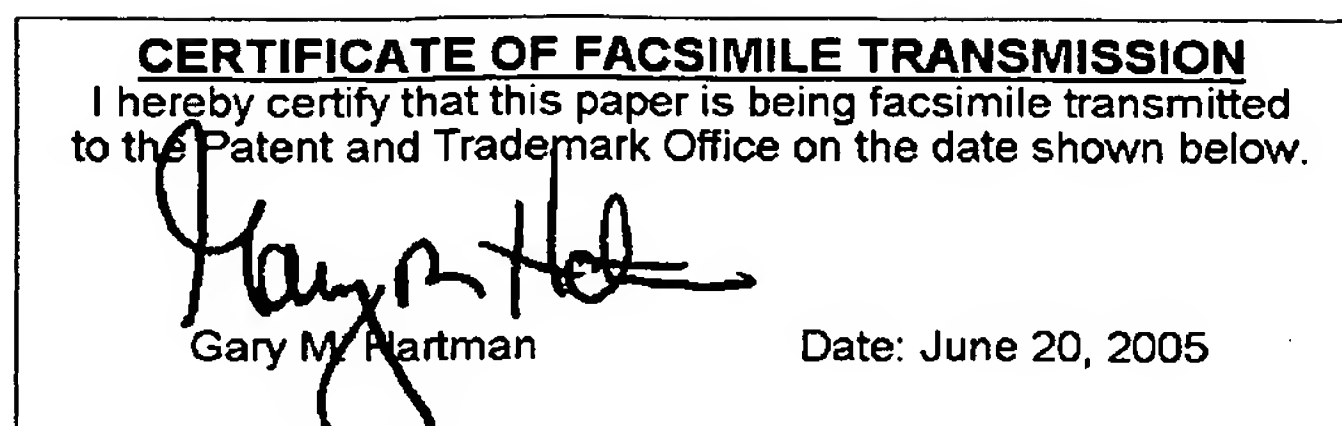 CERTIFICATE OF FACSIMILE TRANSMISSION
I hereby certify that this paper is being facsimile transmitted
to the Patent and Trademark Office on the date shown below.
Gary M. Hartman Date: June 20, 2005